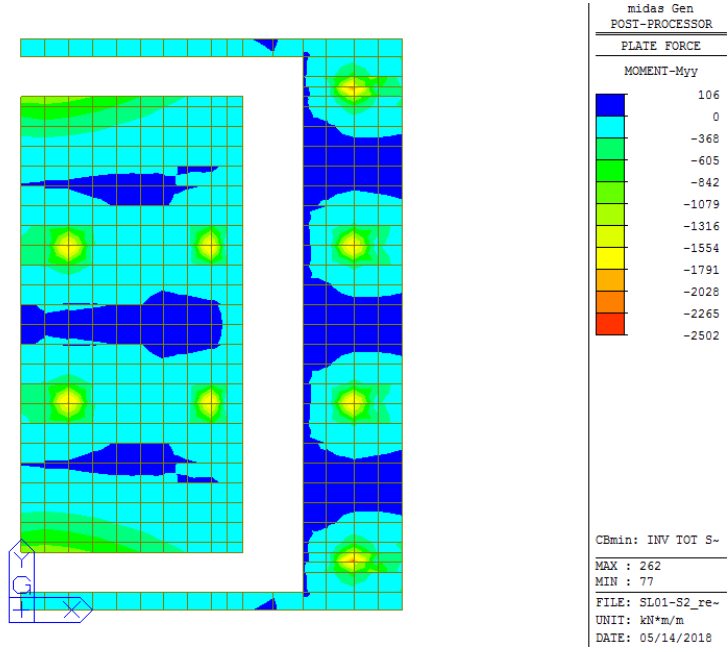 midas Gen
POST-PROCESSOR
PLATE FORCE
MOMENT-Myy
106
0
-368
-605
-842
-1079
-1316
-1554
-1791
-2028
-2265
-2502
CBmin: INV TOT S~
MAX : 262
MIN : 77
FILE: SL01-S2_re~
UNIT: kN*m/m
DATE: 05/14/2018
Y
G
X